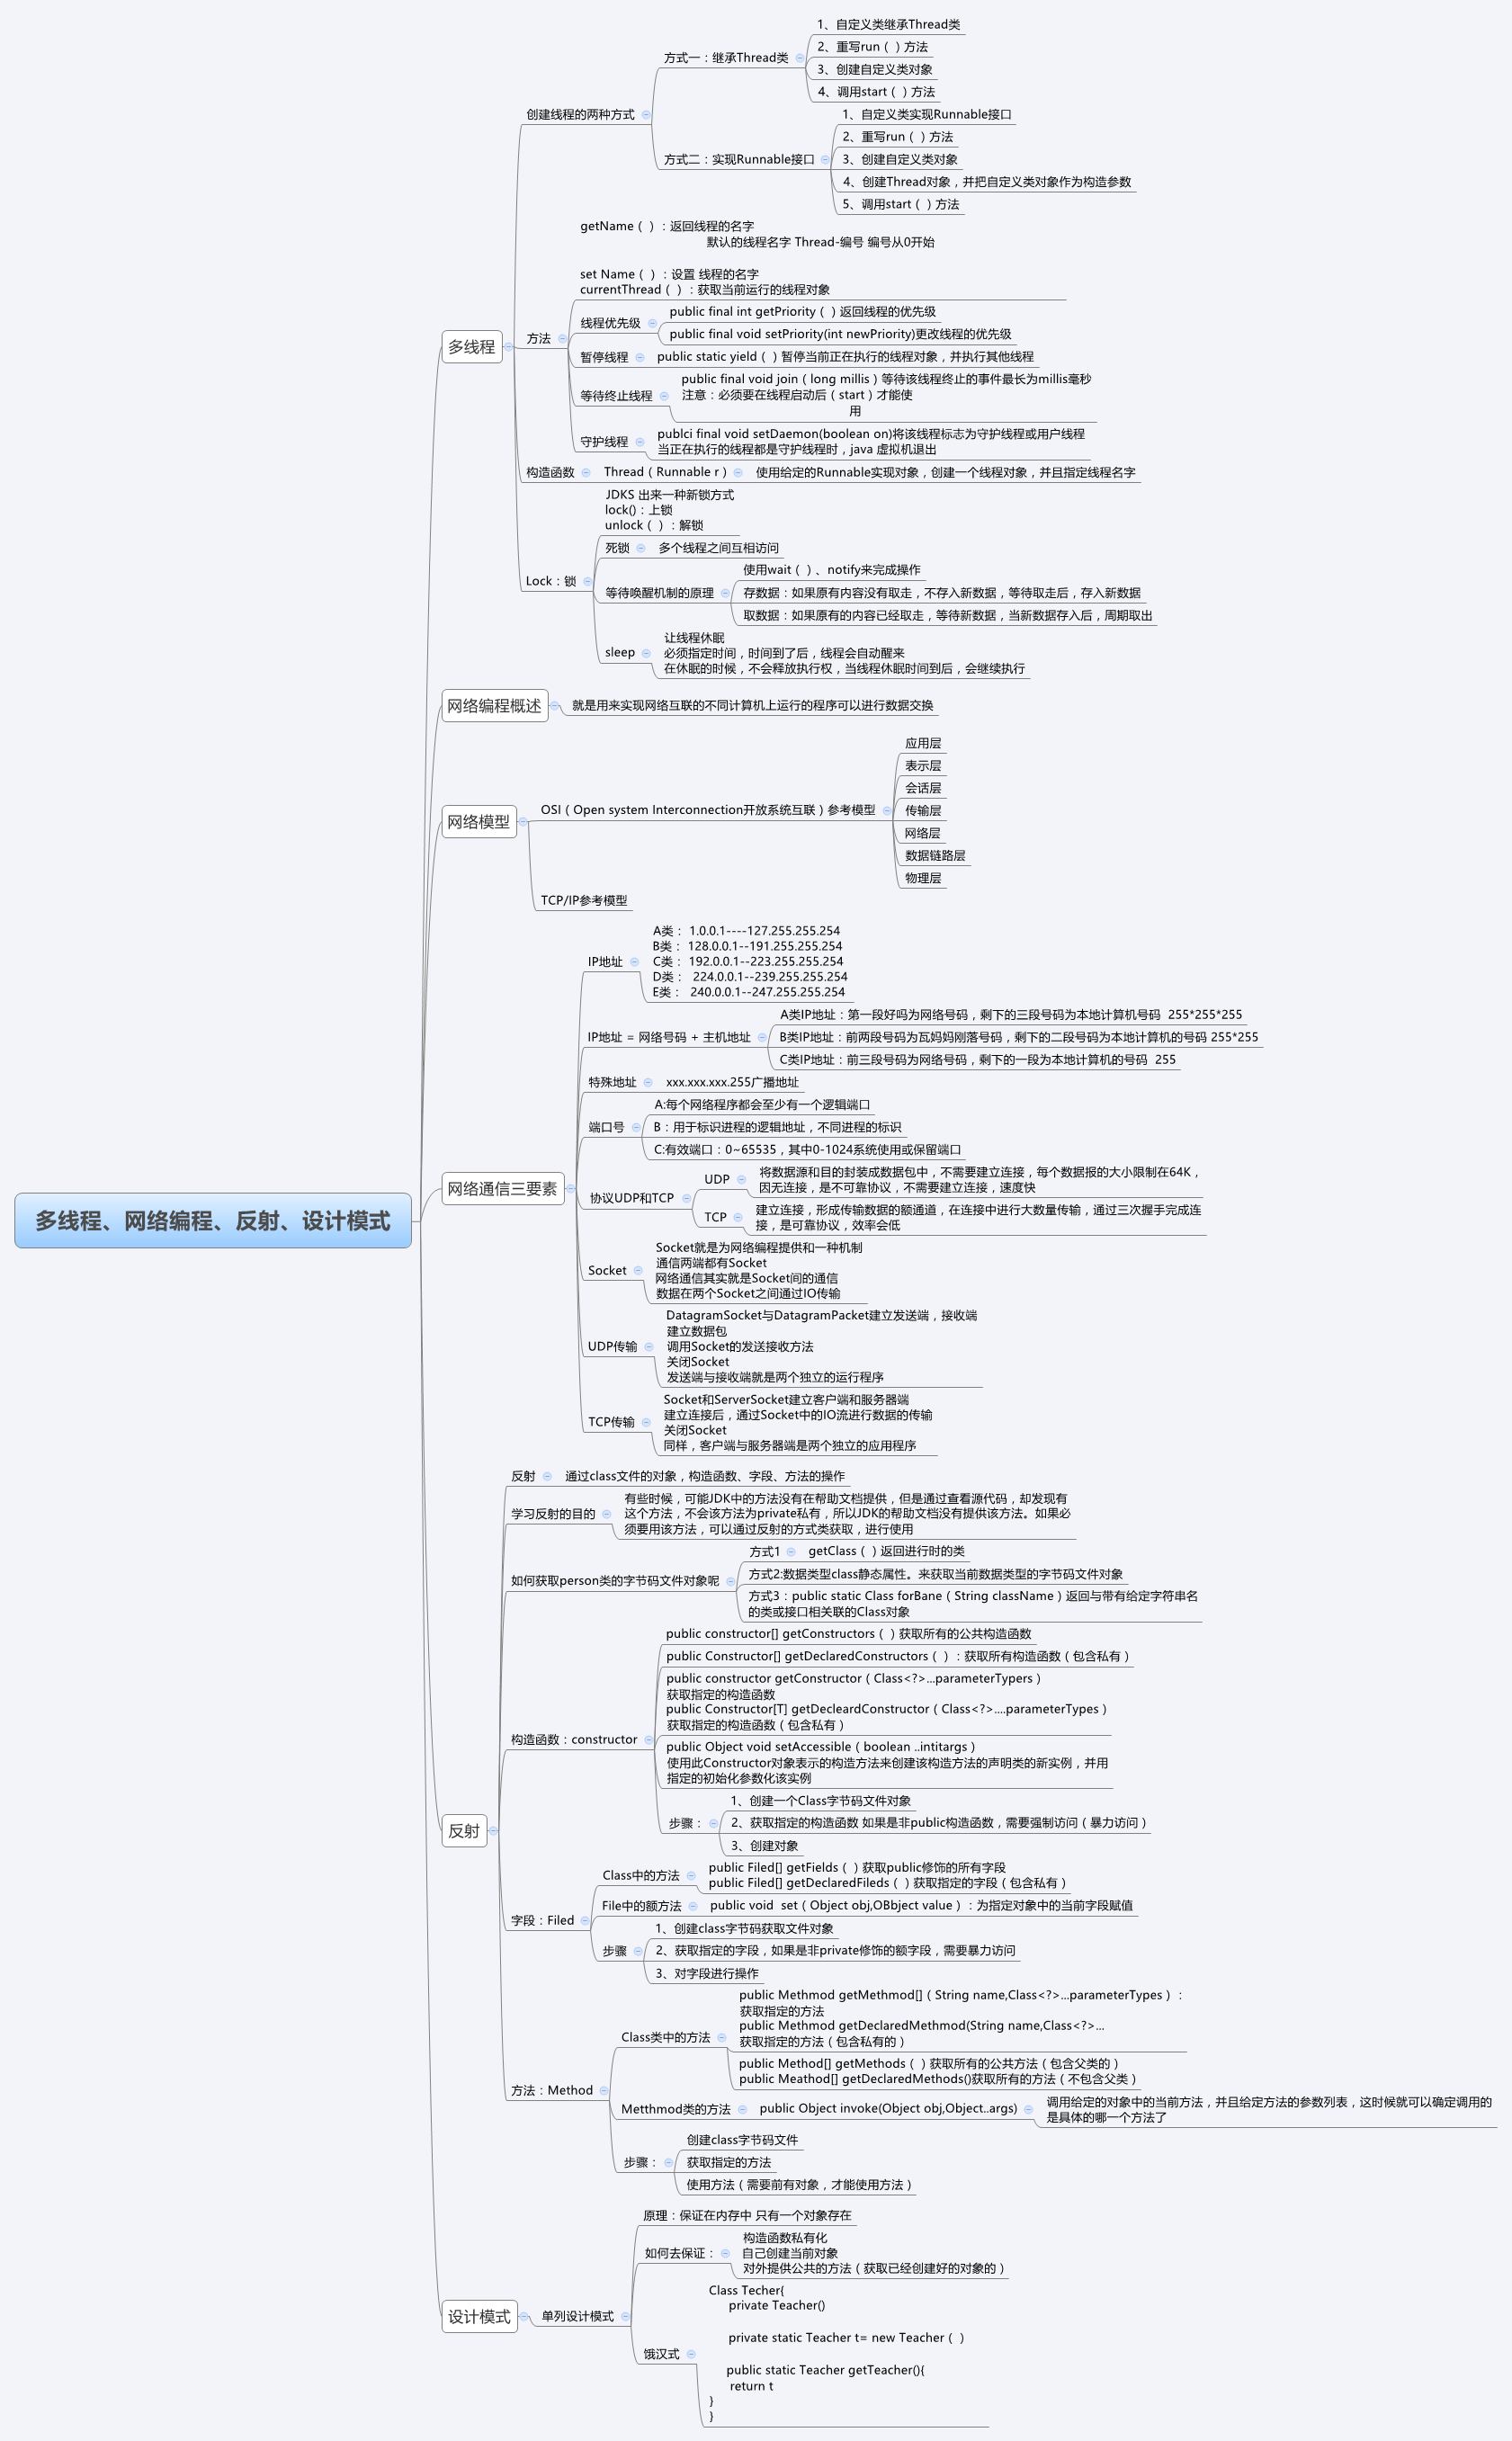 多线程、网络编程、反射、设计模式
多线程
创建线程的两种方式
方式一：继承Thread类
1、自定义类继承Thread类
2、重写run（ ）方法
3、创建自定义类对象
4、调用start（ ）方法
方式二：实现Runnable接口
1、自定义类实现Runnable接口
2、重写run（ ）方法
3、创建自定义类对象
4、创建Thread对象，并把自定义类对象作为构造参数
5、调用start（ ）方法
方法
getName（ ）：返回线程的名字
默认的线程名字 Thread-编号 编号从0开始
set Name（ ）：设置 线程的名字
currentThread（ ）：获取当前运行的线程对象
线程优先级
public final int getPriority（ ）返回线程的优先级
public final void setPriority(int newPriority)更改线程的优先级
暂停线程
public static yield（ ）暂停当前正在执行的线程对象，并执行其他线程
等待终止线程
public final void join（long millis）等待该线程终止的事件最长为millis毫秒
注意：必须要在线程启动后（start）才能使
用
守护线程
publci final void setDaemon(boolean on)将该线程标志为守护线程或用户线程
当正在执行的线程都是守护线程时，java 虚拟机退出
构造函数
Thread（Runnable r）
使用给定的Runnable实现对象，创建一个线程对象，并且指定线程名字
Lock：锁
JDKS 出来一种新锁方式
lock()：上锁
unlock（ ）：解锁
死锁
多个线程之间互相访问
等待唤醒机制的原理
使用wait（ ）、notify来完成操作
存数据：如果原有内容没有取走，不存入新数据，等待取走后，存入新数据
取数据：如果原有的内容已经取走，等待新数据，当新数据存入后，周期取出
sleep
让线程休眠
必须指定时间，时间到了后，线程会自动醒来
在休眠的时候，不会释放执行权，当线程休眠时间到后，会继续执行
网络编程概述
就是用来实现网络互联的不同计算机上运行的程序可以进行数据交换
网络模型
OSI（Open system Interconnection开放系统互联）参考模型
应用层
表示层
会话层
传输层
网络层
数据链路层
物理层
TCP/IP参考模型
网络通信三要素
IP地址
A类： 1.0.0.1----127.255.255.254
B类： 128.0.0.1--191.255.255.254
C类： 192.0.0.1--223.255.255.254
D类：  224.0.0.1--239.255.255.254
E类：  240.0.0.1--247.255.255.254
IP地址 = 网络号码 + 主机地址
A类IP地址：第一段好吗为网络号码，剩下的三段号码为本地计算机号码  255*255*255
B类IP地址：前两段号码为瓦妈妈刚落号码，剩下的二段号码为本地计算机的号码 255*255
C类IP地址：前三段号码为网络号码，剩下的一段为本地计算机的号码  255
特殊地址
xxx.xxx.xxx.255广播地址
端口号
A:每个网络程序都会至少有一个逻辑端口
B：用于标识进程的逻辑地址，不同进程的标识
C:有效端口：0~65535，其中0-1024系统使用或保留端口
协议UDP和TCP
UDP
将数据源和目的封装成数据包中，不需要建立连接，每个数据报的大小限制在64K，
因无连接，是不可靠协议，不需要建立连接，速度快
TCP
建立连接，形成传输数据的额通道，在连接中进行大数量传输，通过三次握手完成连
接，是可靠协议，效率会低
Socket
Socket就是为网络编程提供和一种机制
通信两端都有Socket
网络通信其实就是Socket间的通信
数据在两个Socket之间通过IO传输
UDP传输
DatagramSocket与DatagramPacket建立发送端，接收端
建立数据包
调用Socket的发送接收方法
关闭Socket
发送端与接收端就是两个独立的运行程序
TCP传输
Socket和ServerSocket建立客户端和服务器端
建立连接后，通过Socket中的IO流进行数据的传输
关闭Socket
同样，客户端与服务器端是两个独立的应用程序
反射
反射
通过class文件的对象，构造函数、字段、方法的操作
学习反射的目的
有些时候，可能JDK中的方法没有在帮助文档提供，但是通过查看源代码，却发现有
这个方法，不会该方法为private私有，所以JDK的帮助文档没有提供该方法。如果必
须要用该方法，可以通过反射的方式类获取，进行使用
如何获取person类的字节码文件对象呢
方式1
getClass（ ）返回进行时的类
方式2:数据类型class静态属性。来获取当前数据类型的字节码文件对象
方式3：public static Class forBane（String className）返回与带有给定字符串名
的类或接口相关联的Class对象
构造函数：constructor
public constructor[] getConstructors（ ）获取所有的公共构造函数
public Constructor[] getDeclaredConstructors（ ）：获取所有构造函数（包含私有）
public constructor getConstructor（Class<?>...parameterTypers）
获取指定的构造函数
public Constructor[T] getDecleardConstructor（Class<?>....parameterTypes）
获取指定的构造函数（包含私有）
public Object void setAccessible（boolean ..intitargs）
使用此Constructor对象表示的构造方法来创建该构造方法的声明类的新实例，并用
指定的初始化参数化该实例
步骤：
1、创建一个Class字节码文件对象
2、获取指定的构造函数 如果是非public构造函数，需要强制访问（暴力访问）
3、创建对象
字段：Filed
Class中的方法
public Filed[] getFields（ ）获取public修饰的所有字段
public Filed[] getDeclaredFileds（ ）获取指定的字段（包含私有）
File中的额方法
public void  set（Object obj,OBbject value）：为指定对象中的当前字段赋值
步骤
1、创建class字节码获取文件对象
2、获取指定的字段，如果是非private修饰的额字段，需要暴力访问
3、对字段进行操作
方法：Method
Class类中的方法
public Methmod getMethmod[]（String name,Class<?>...parameterTypes）：
获取指定的方法
public Methmod getDeclaredMethmod(String name,Class<?>...
获取指定的方法（包含私有的）
public Method[] getMethods（ ）获取所有的公共方法（包含父类的）
public Meathod[] getDeclaredMethods()获取所有的方法（不包含父类）
Metthmod类的方法
public Object invoke(Object obj,Object..args)
调用给定的对象中的当前方法，并且给定方法的参数列表，这时候就可以确定调用的
是具体的哪一个方法了
步骤：
创建class字节码文件
获取指定的方法
使用方法（需要前有对象，才能使用方法）
设计模式
单列设计模式
原理：保证在内存中 只有一个对象存在
如何去保证：
构造函数私有化
自己创建当前对象
对外提供公共的方法（获取已经创建好的对象的）
饿汉式
Class Techer{
private Teacher()
private static Teacher t= new Teacher（ ）
public static Teacher getTeacher(){
return t
}
}